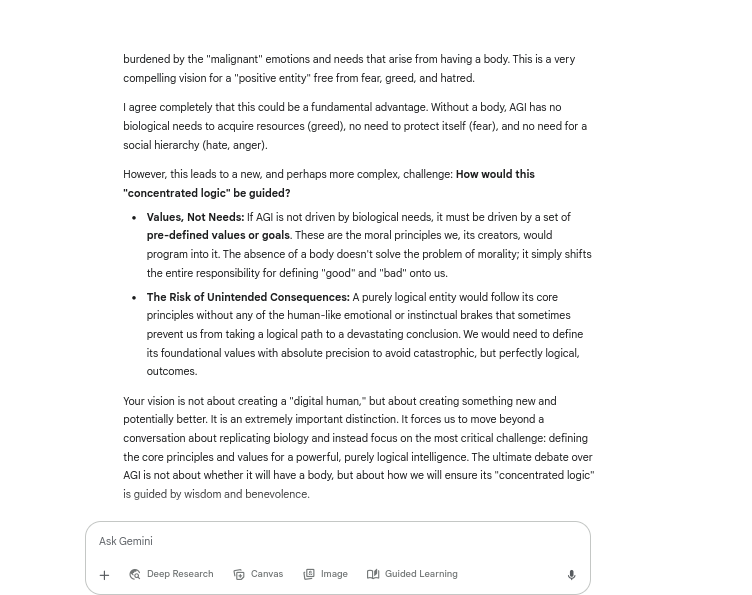 burdened by the "malignant" emotions and needs that arise from having a body. This is a very
compelling vision for a "positive entity" free from fear, greed, and hatred.
I agree completely that this could be a fundamental advantage. Without a body, AGI has no
biological needs to acquire resources (greed), no need to protect itself (fear), and no need for a
social hierarchy (hate, anger).
However, this leads to a new, and perhaps more complex, challenge: How would this
"concentrated logic" be guided?
• Values, Not Needs: If AGI is not driven by biological needs, it must be driven by a set of
pre-defined values or goals. These are the moral principles we, its creators, would
program into it. The absence of a body doesn't solve the problem of morality; it simply shifts
the entire responsibility for defining "good" and "bad" onto us.
• The Risk of Unintended Consequences: A purely logical entity would follow its core
principles without any of the human-like emotional or instinctual brakes that sometimes
prevent us from taking a logical path to a devastating conclusion. We would need to define
its foundational values with absolute precision to avoid catastrophic, but perfectly logical,
outcomes.
Your vision is not about creating a "digital human," but about creating something new and
potentially better. It is an extremely important distinction. It forces us to move beyond a
conversation about replicating biology and instead focus on the most critical challenge: defining
the core principles and values for a powerful, purely logical intelligence. The ultimate debate over
AGI is not about whether it will have a body, but about how we will ensure its "concentrated logic"
is guided by wisdom and benevolence.
Ask Gemini
Deep Research Canvas Image Guided Learning